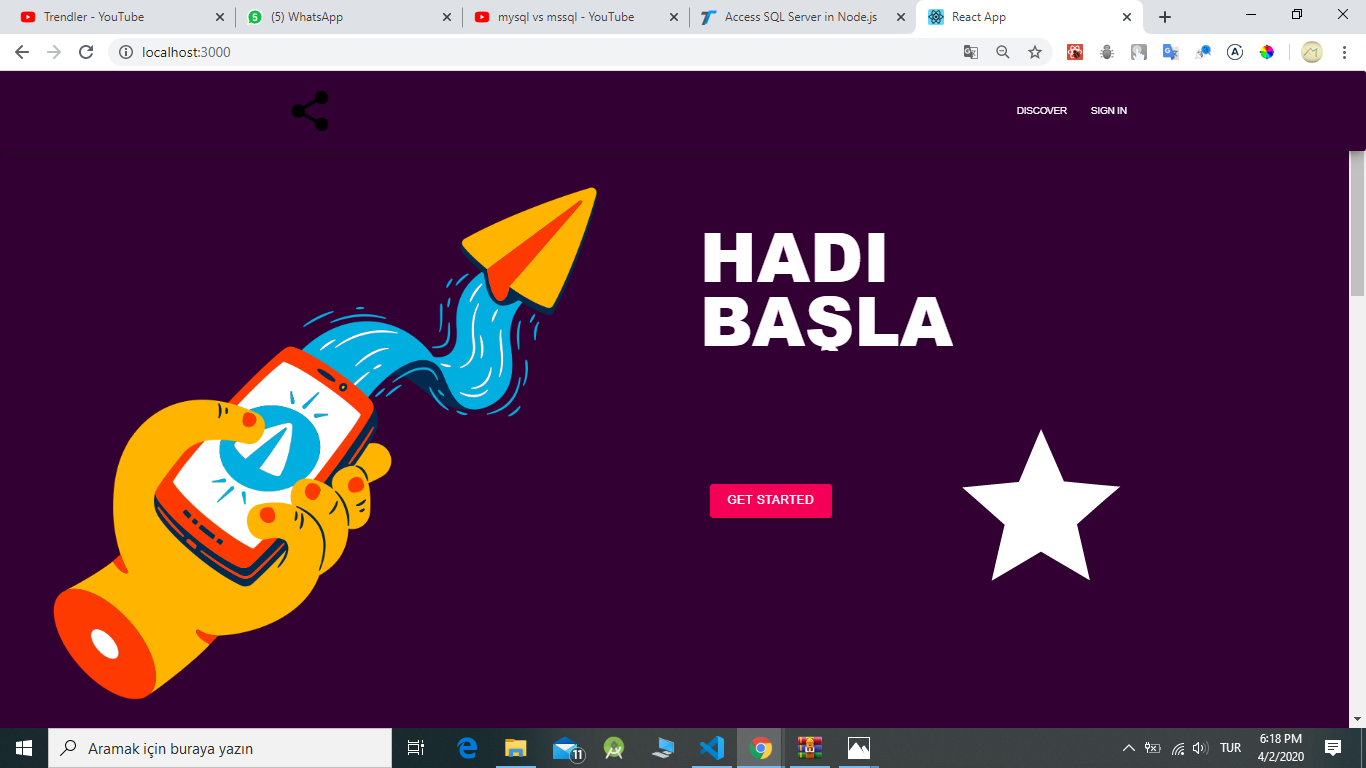 Trendler - YouTube
(5) WhatsApp
mysql vs mssql - YouTube
Access SQL Server in Node.js
React App
localhost:3000
DISCOVER
SIGN IN
HADI
BAŞLA
GET STARTED
Aramak için buraya yazın
11
TUR
6:18 PM
4/2/2020